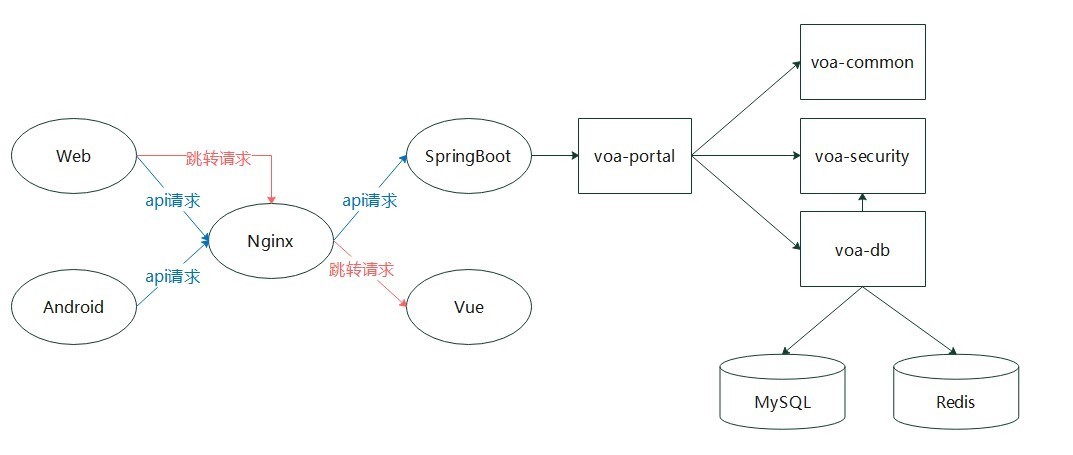 voa-common
Web
跳转请求
SpringBoot
voa-portal
voa-security
api请求
api请求
Nginx
voa-db
api请求
跳转请求
Android
Vue
MySQL
Redis